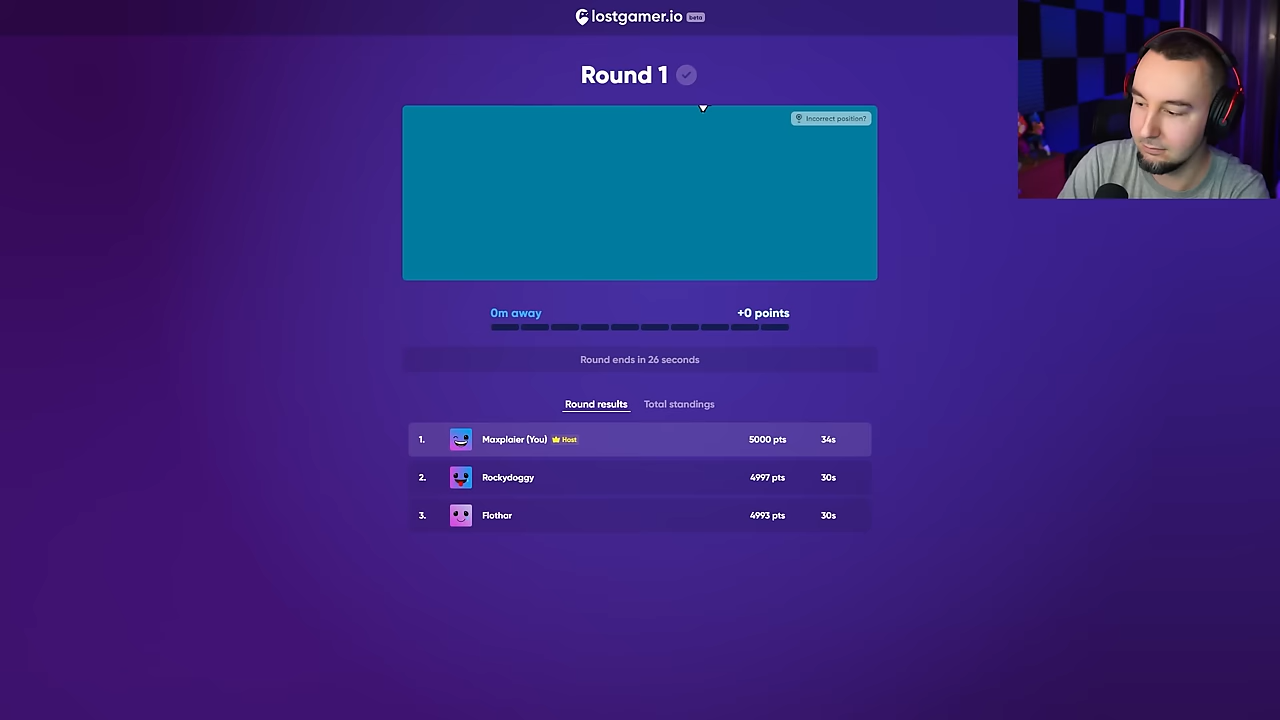 lostgamer.io beta
Round 1
Incorrect position?
0m away
+0 points
Round ends in 26 seconds
Round results Total standings
1. Maxplaier (You) Host 5000 pts 34s
2. Rockydoggy 4997 pts 30s
3. Flothar 4993 pts 30s